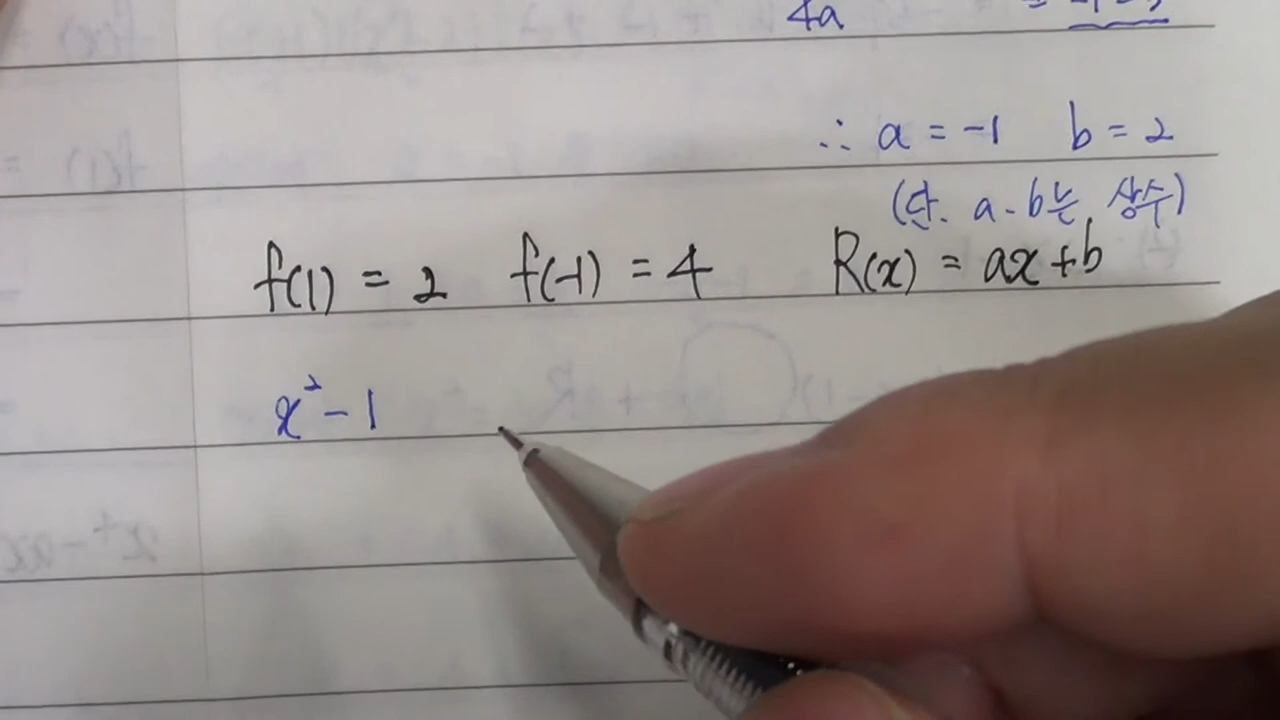 4a
∴ a = -1 b = 2
(단. a. b는 상수)
f(1) = 2 f(-1) = 4 R(x) = ax+b
x² - 1